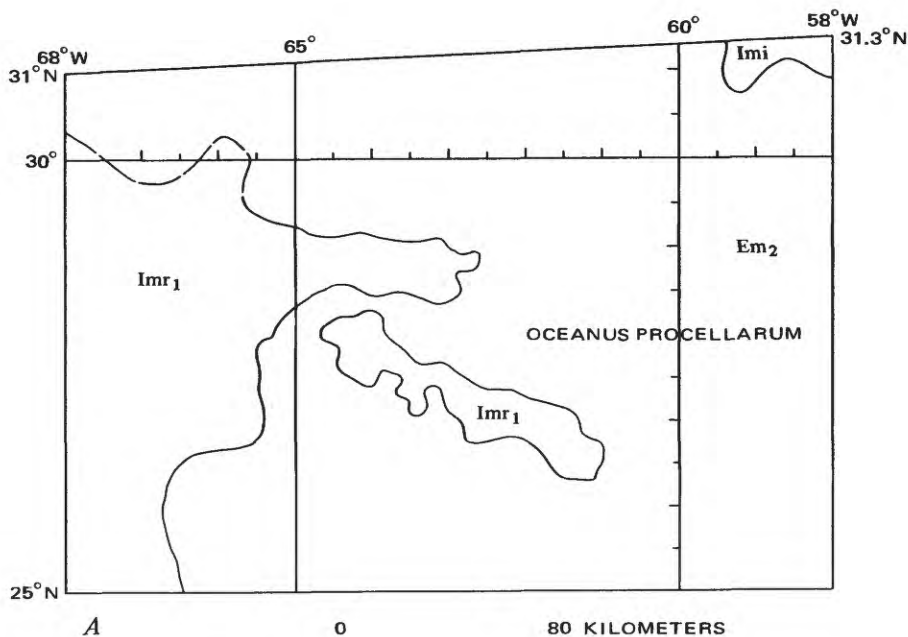 68°W
65°
60°
58°W
31.3°N
31°N
Imi
30°
Imr1
Em2
OCEANUS PROCELLARUM
Imr1
25°N
A 0 80 KILOMETERS